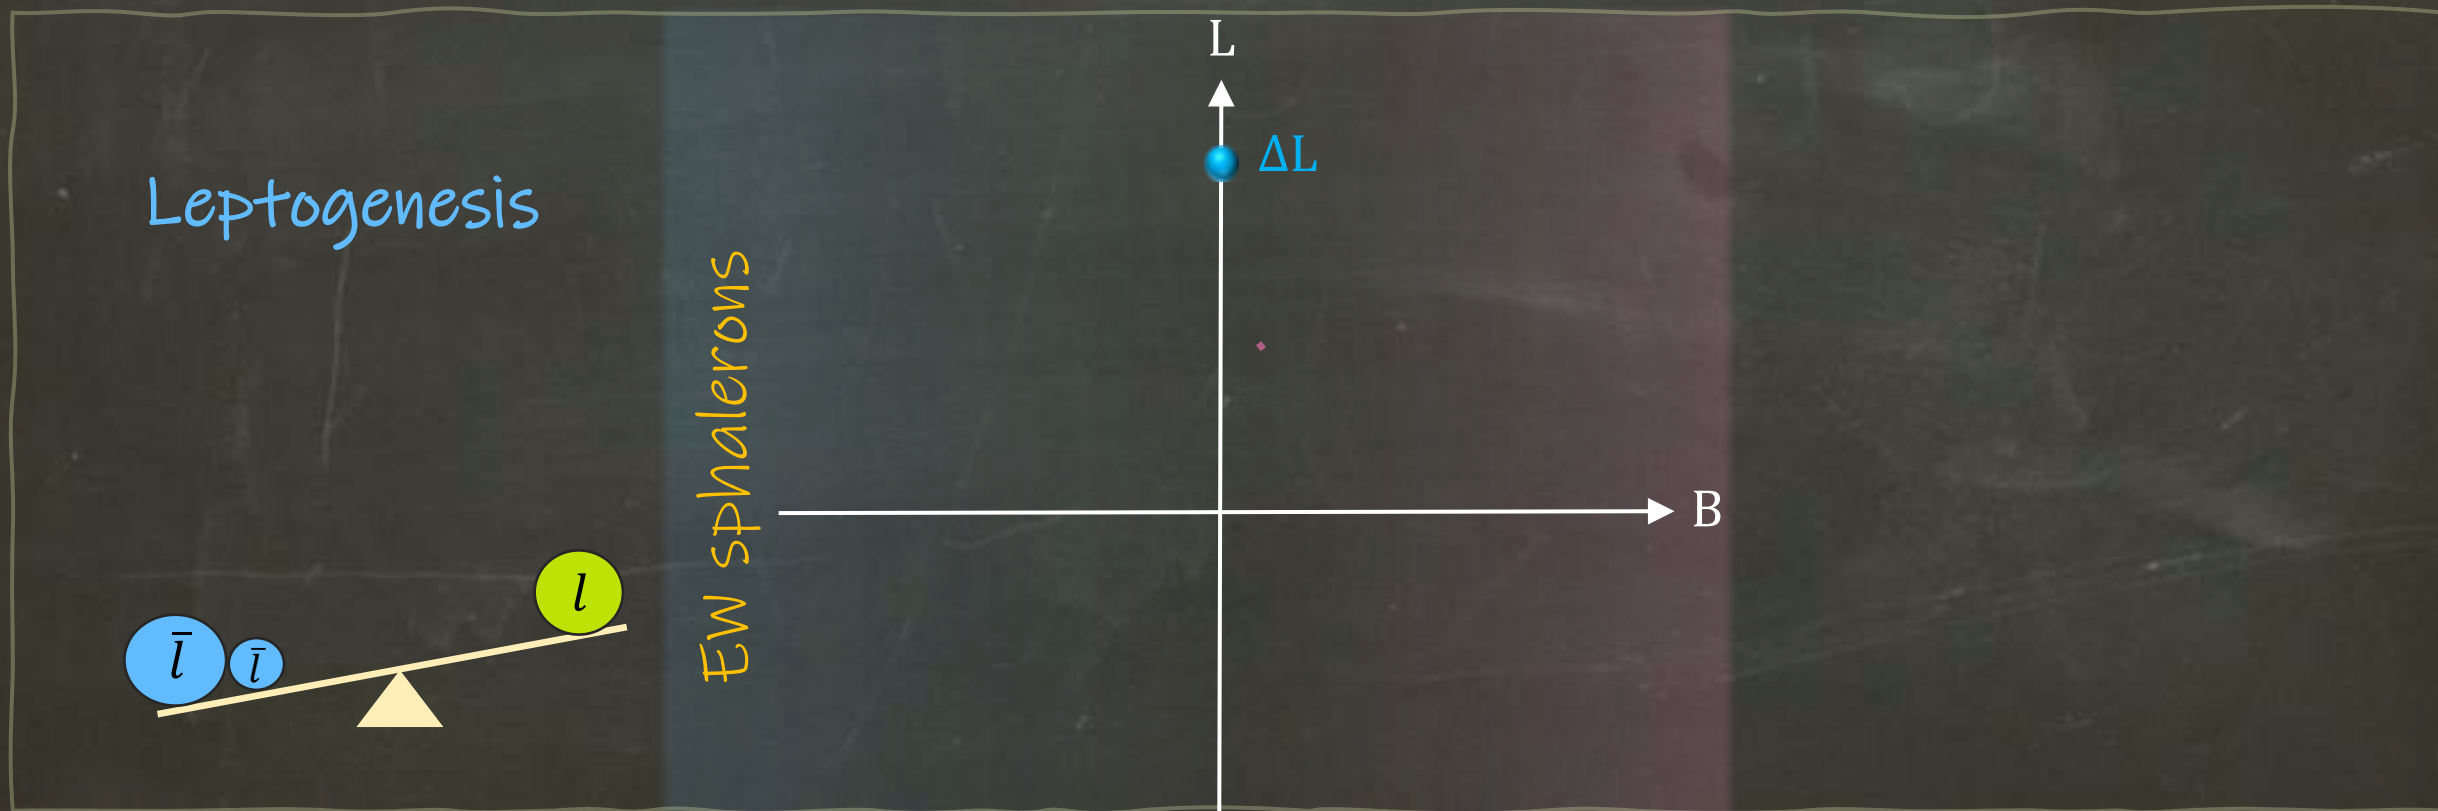 Leptogenesis
l̅
l̅
l
EW sphalerons
L
ΔL
B